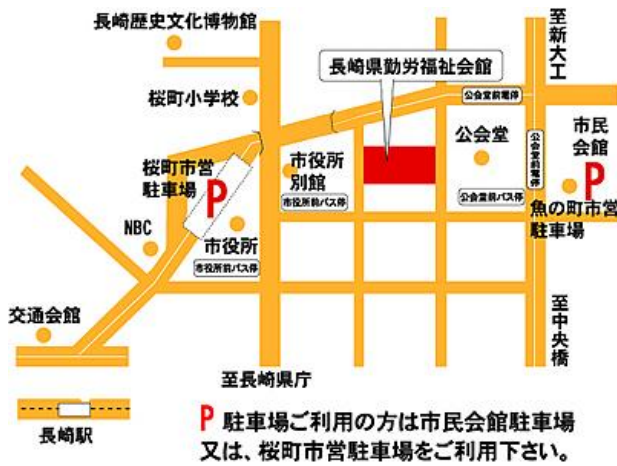 長崎歴史文化博物館
至新大工
長崎県勤労福祉会館
桜町小学校
公会堂前電停
公会堂
公会堂前電停
市民
会館
桜町市営
駐車場
P
市役所
別館
市役所前バス停
公会堂前バス停
P
魚の町市営
駐車場
NBC
市役所
市役所前バス停
交通会館
至中央橋
至長崎県庁
長崎駅
P 駐車場ご利用の方は市民会館駐車場
又は、桜町市営駐車場をご利用下さい。